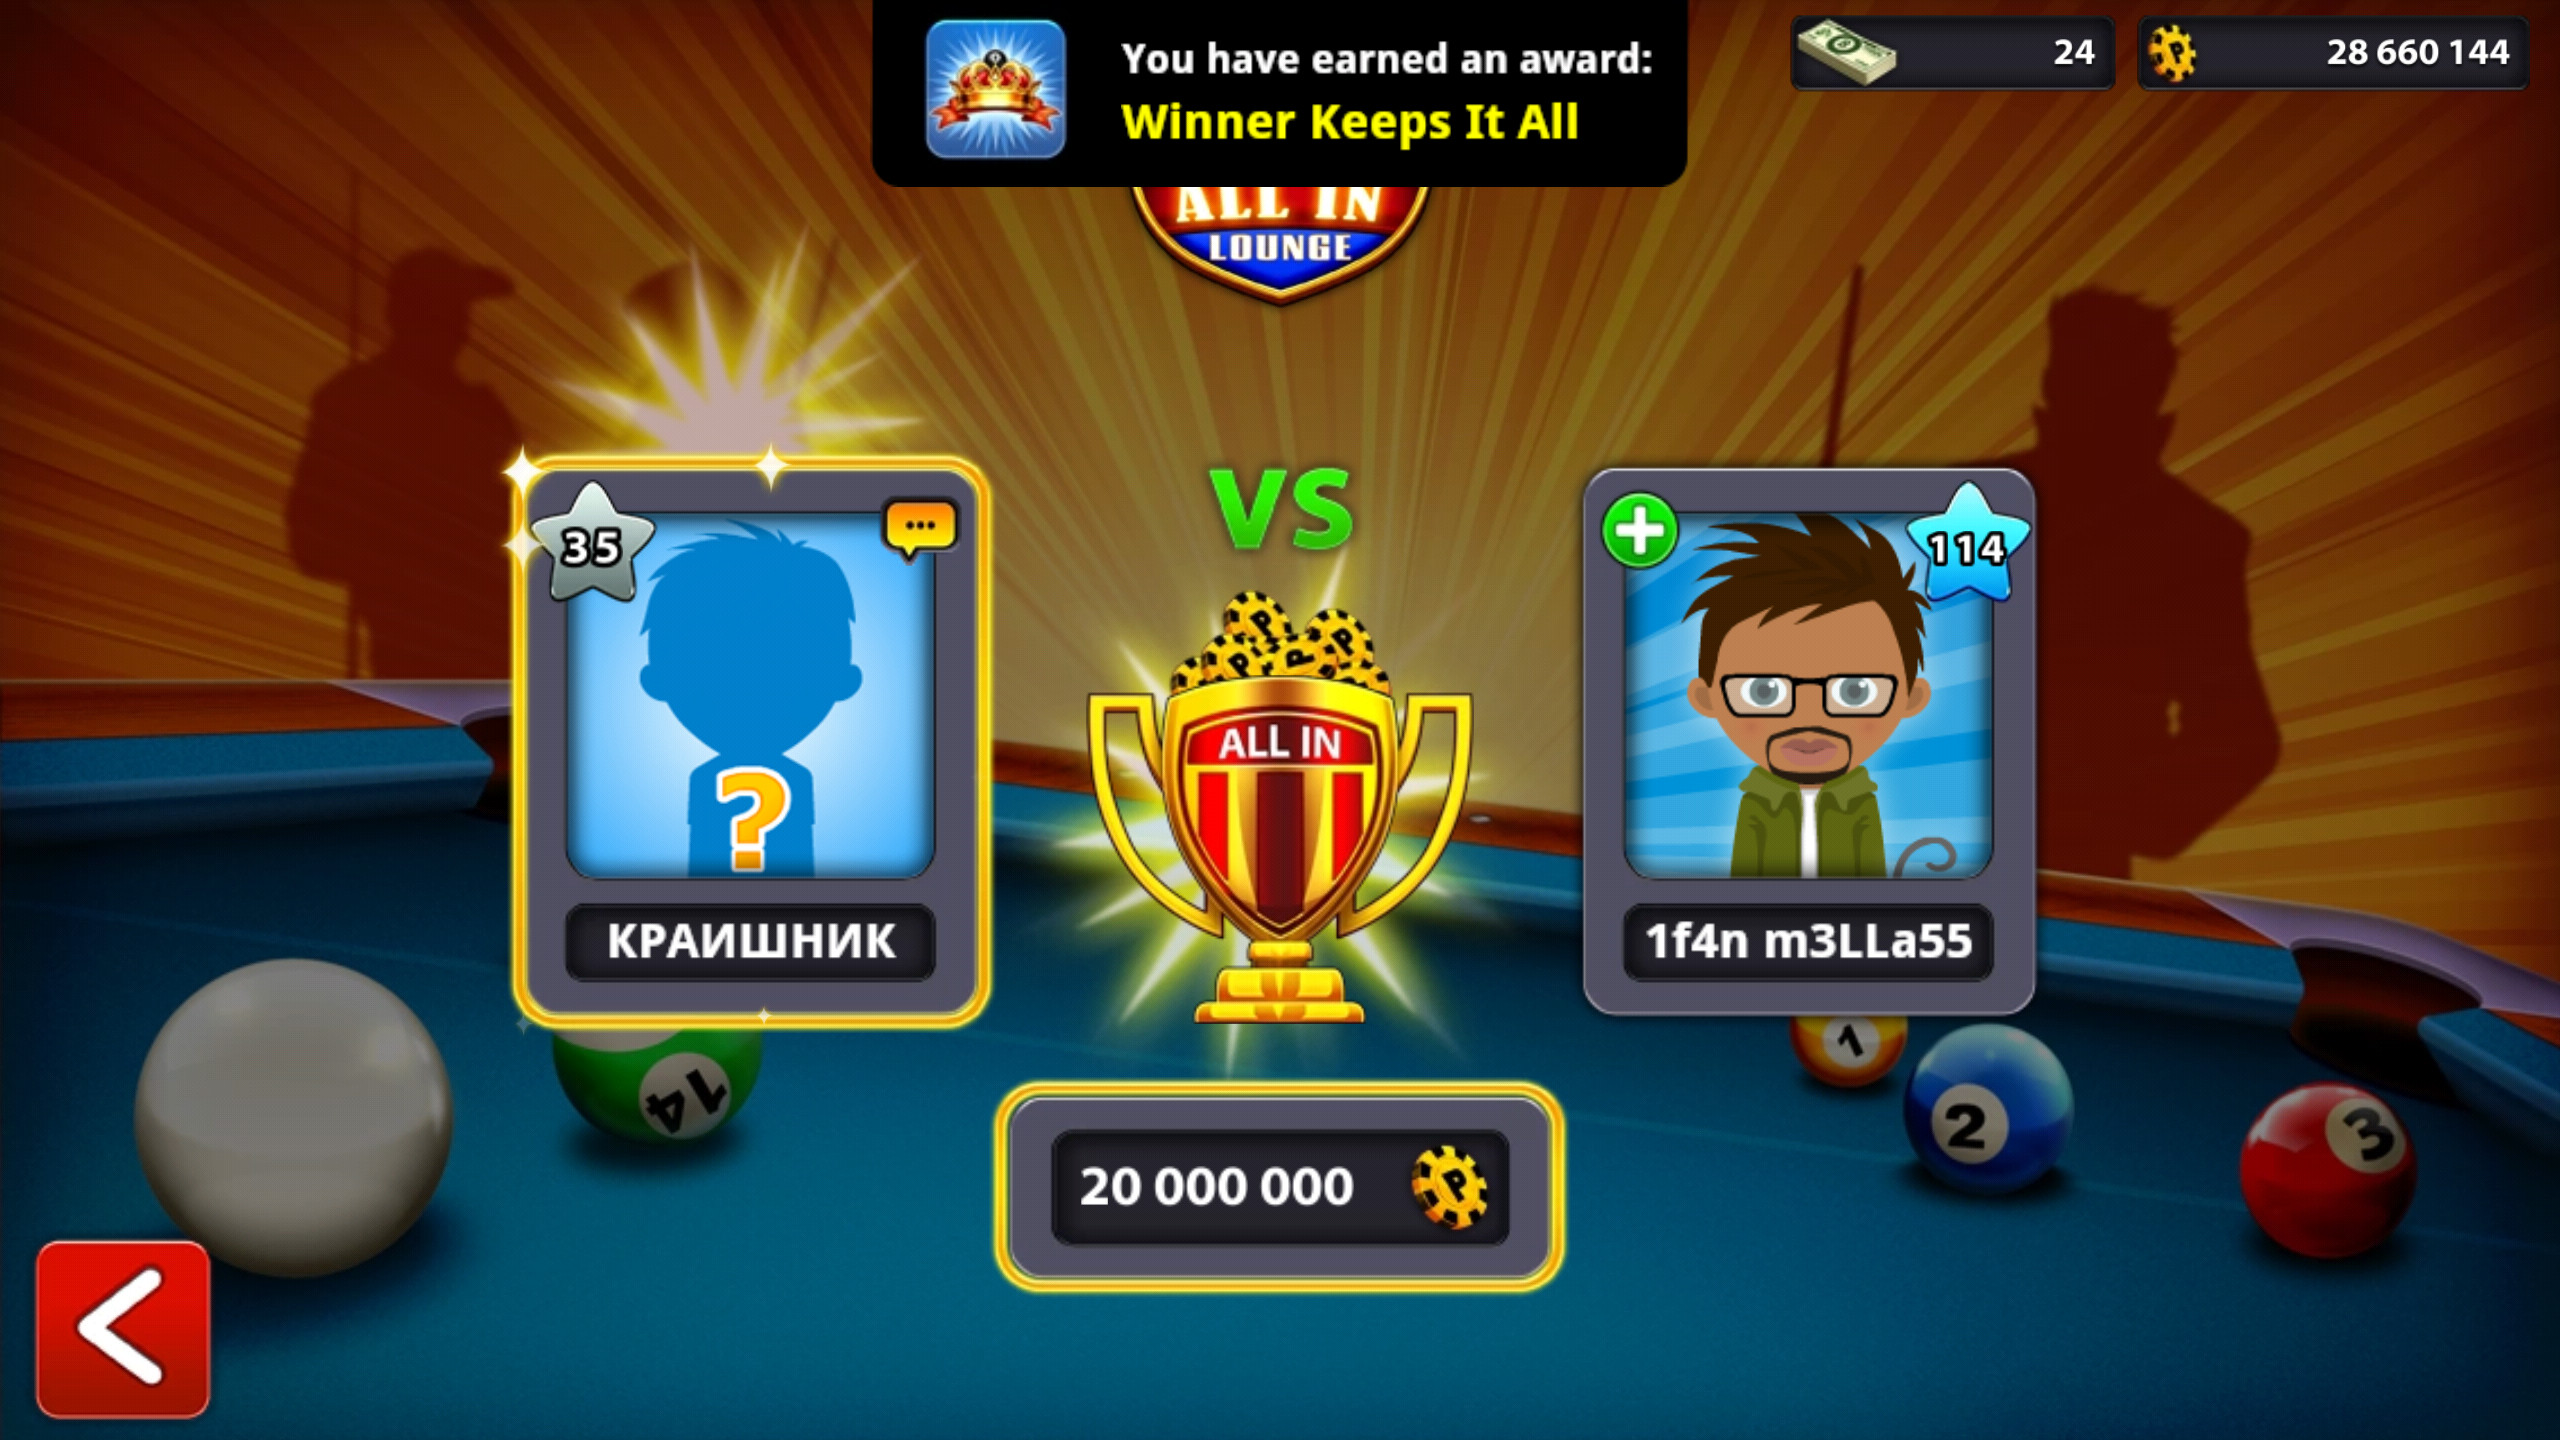 You have earned an award:
Winner Keeps It All
24
28 660 144
ALL IN
LOUNGE
VS
35
114
ALL IN
КРАИШНИК
1f4n m3LLa55
14
1
2
3
20 000 000